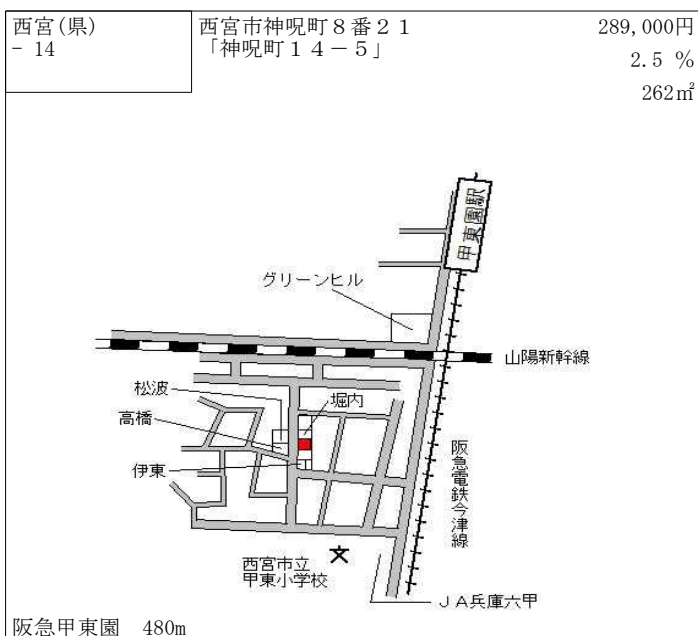 西宮(県)
- 14
西宮市神呪町８番２１
「神呪町１４－５」
289,000円
2.5 %
262㎡
甲東園駅
グリーンヒル
山陽新幹線
松波
堀内
高橋
伊東
阪急電鉄今津線
西宮市立
甲東小学校
ＪＡ兵庫六甲
阪急甲東園　480m